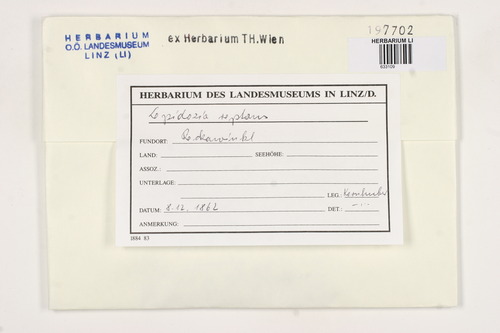 HERBARIUM
O.Ö. LANDESMUSEUM
LINZ (LI)
ex Herbarium TH. Wien
197702
HERBARIUM LI
HERBARIUM DES LANDESMUSEUMS IN LINZ/D.
Lepidozia reptans
FUNDORT: Rekawinkl
LAND:
SEEHÖHE:
ASSOZ.:
UNTERLAGE:
LEG.:
DATUM: 8.12.1862
DET.: -"-
ANMERKUNG:
1884 83